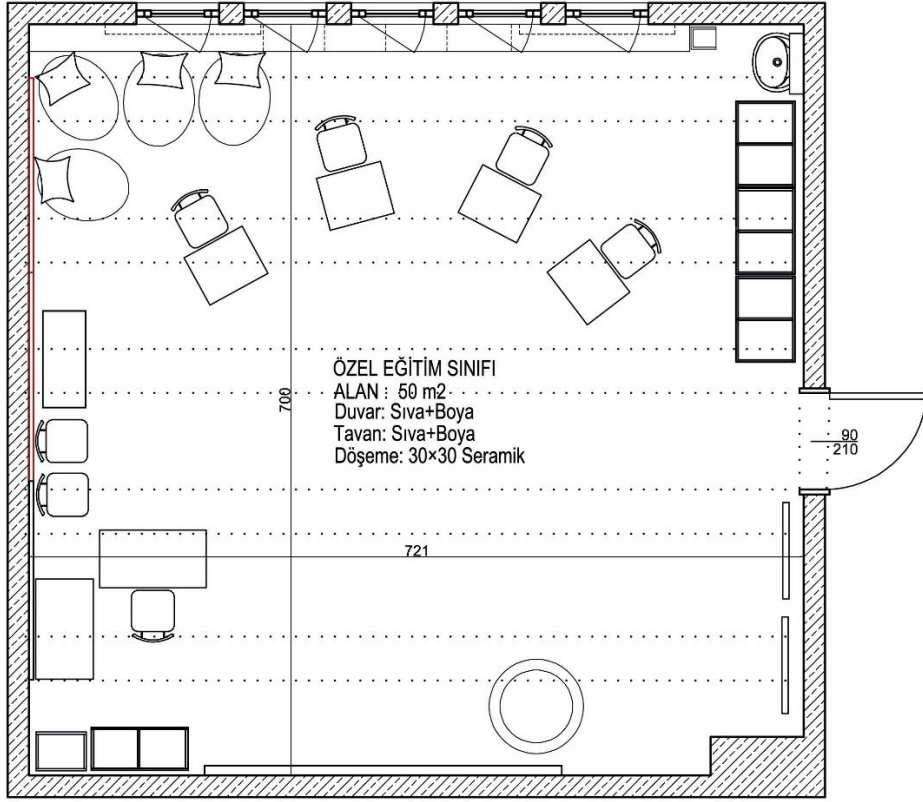 ÖZEL EĞİTİM SINIFI
ALAN : 50 m2
Duvar: Sıva+Boya
Tavan: Sıva+Boya
Döşeme: 30×30 Seramik
700
90
210
721